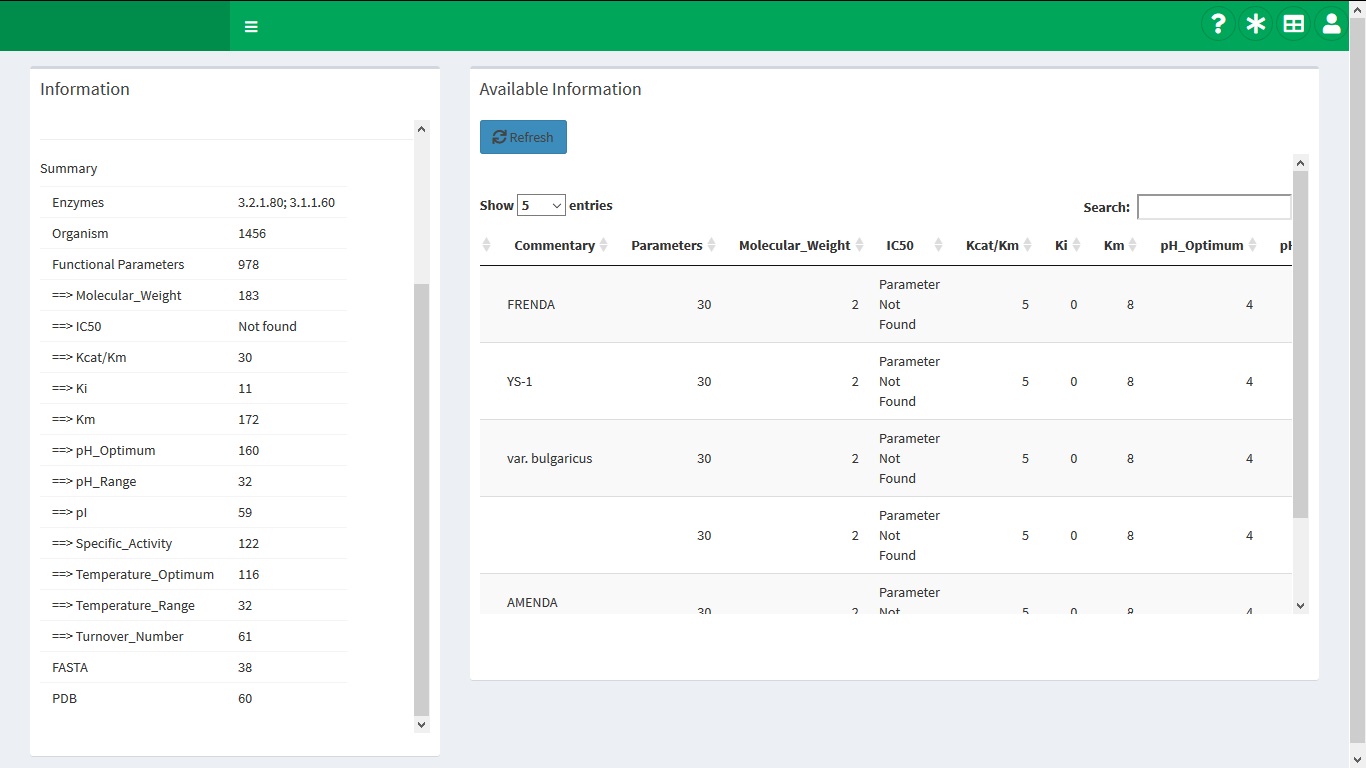 Information
Summary
Enzymes 3.2.1.80; 3.1.1.60
Organism 1456
Functional Parameters 978
==> Molecular_Weight 183
==> IC50 Not found
==> Kcat/Km 30
==> Ki 11
==> Km 172
==> pH_Optimum 160
==> pH_Range 32
==> pI 59
==> Specific_Activity 122
==> Temperature_Optimum 116
==> Temperature_Range 32
==> Turnover_Number 61
FASTA 38
PDB 60
Available Information
Refresh
Show 5 entries
Search:
Commentary Parameters Molecular_Weight IC50 Kcat/Km Ki Km pH_Optimum
FRENDA 30 2 Parameter Not Found 5 0 8 4
YS-1 30 2 Parameter Not Found 5 0 8 4
var. bulgaricus 30 2 Parameter Not Found 5 0 8 4
30 2 Parameter Not Found 5 0 8 4
AMENDA 30 2 Parameter Not 5 0 8 4